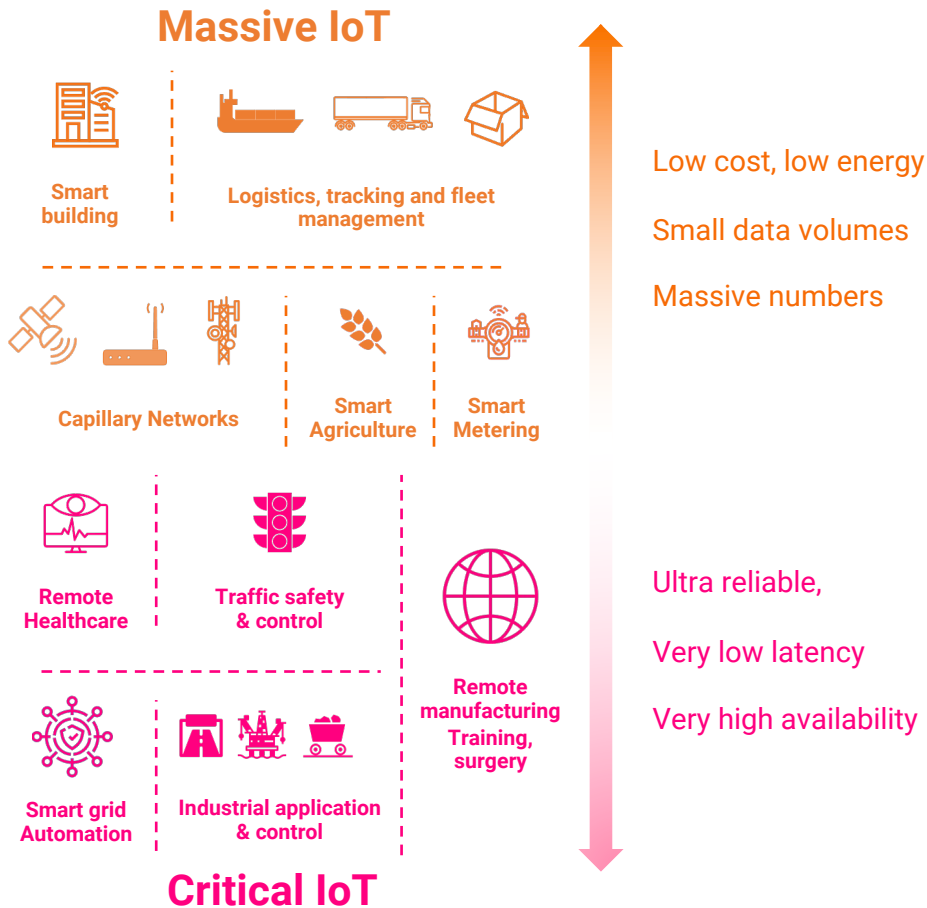 Massive IoT
Smart
building
Logistics, tracking and fleet
management
Low cost, low energy
Small data volumes
Massive numbers
Capillary Networks
Smart
Agriculture
Smart
Metering
Remote
Healthcare
Traffic safety
& control
Remote
manufacturing
Training,
surgery
Ultra reliable,
Very low latency
Very high availability
Smart grid
Automation
Industrial application
& control
Critical IoT